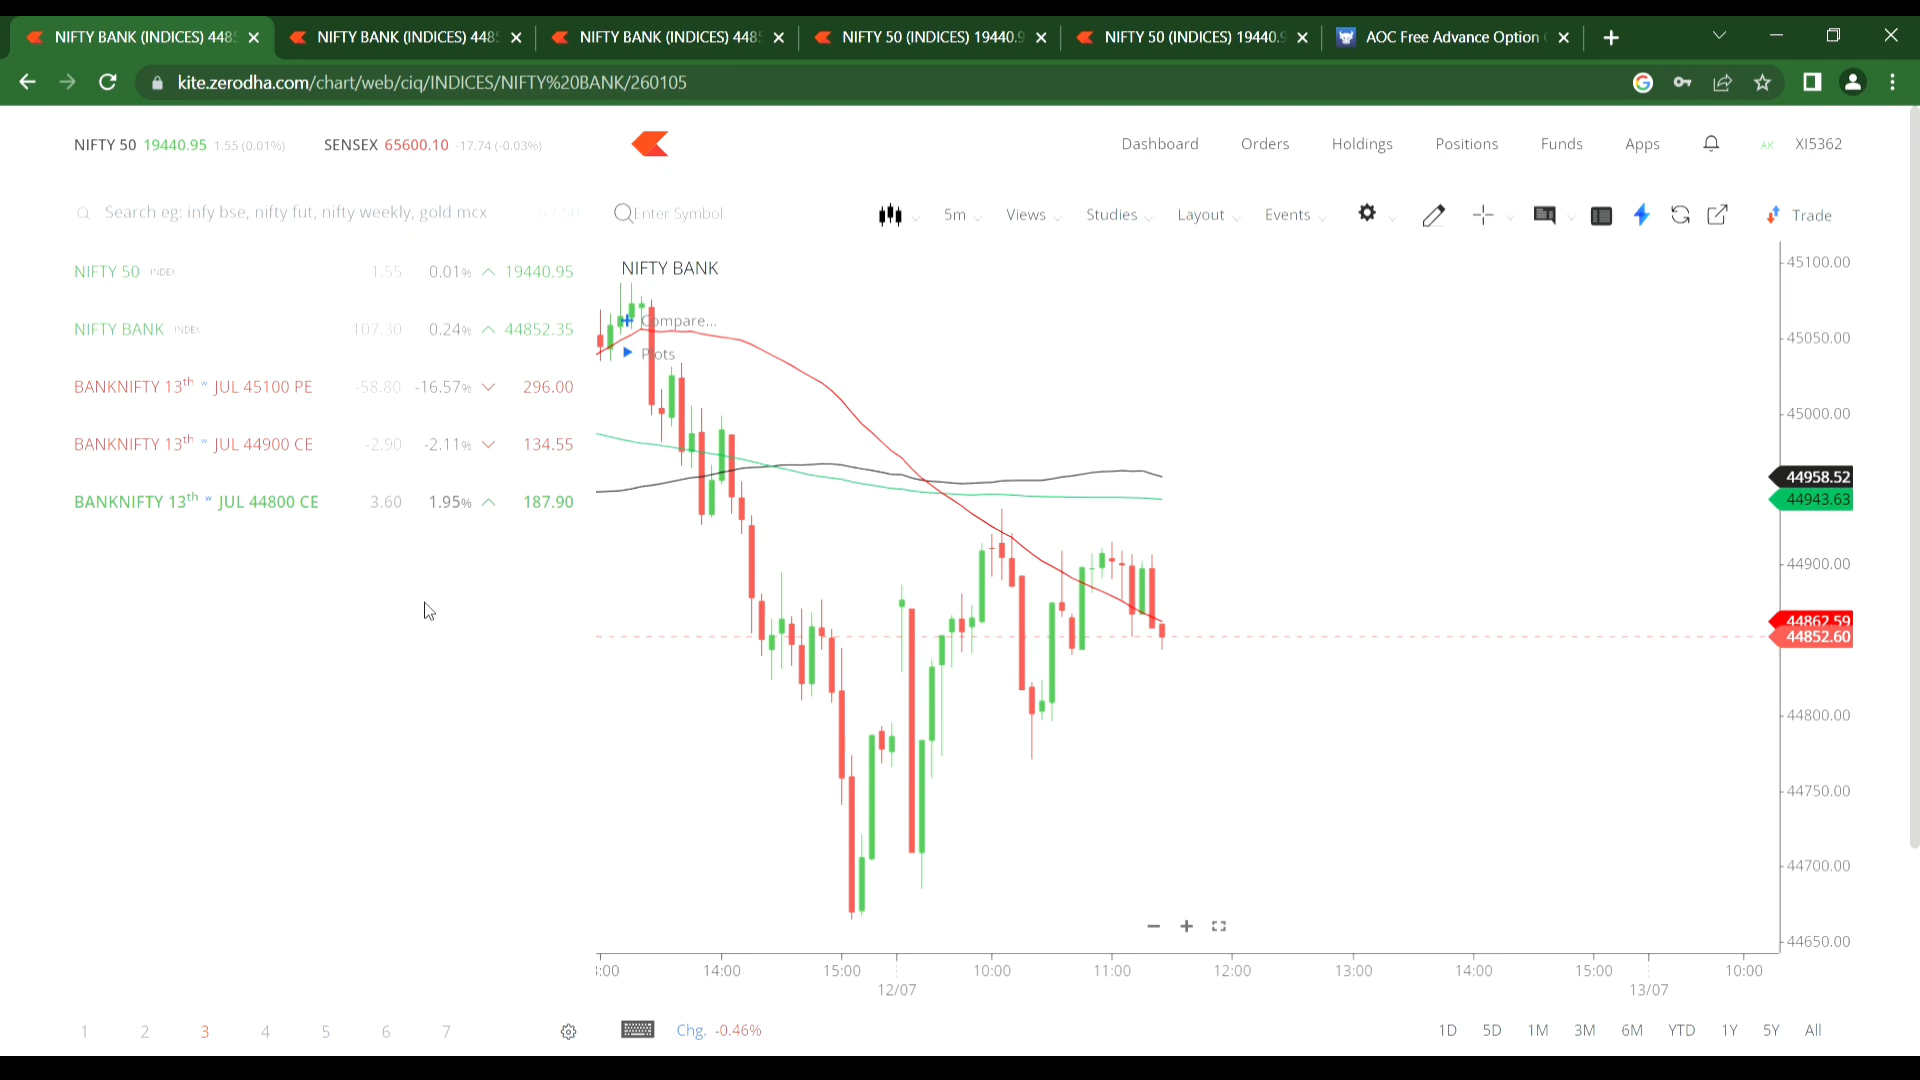 NIFTY BANK (INDICES) 448
NIFTY BANK (INDICES) 448
NIFTY BANK (INDICES) 448
NIFTY 50 (INDICES) 19440.9
NIFTY 50 (INDICES) 19440.9
AOC Free Advance Option
kite.zerodha.com/chart/web/ciq/INDICES/NIFTY%20BANK/260105
NIFTY 50 19440.95 1.55 (0.01%)
SENSEX 65600.10 -17.74 (-0.03%)
Dashboard
Orders
Holdings
Positions
Funds
Apps
AK
XI5362
Search eg: infy bse, nifty fut, nifty weekly, gold mcx
Enter Symbol
5m
Views
Studies
Layout
Events
Trade
NIFTY 50 INDEX 1.55 0.01% 19440.95
NIFTY BANK INDEX 107.30 0.24% 44852.35
BANKNIFTY 13th w JUL 45100 PE -58.80 -16.57% 296.00
BANKNIFTY 13th w JUL 44900 CE -2.90 -2.11% 134.55
BANKNIFTY 13th w JUL 44800 CE 3.60 1.95% 187.90
NIFTY BANK
Compare...
Plots
45100.00
45050.00
45000.00
44958.52
44943.63
44900.00
44862.59
44852.60
44800.00
44750.00
44700.00
44650.00
:00 14:00 15:00 10:00 11:00 12:00 13:00 14:00 15:00 10:00
12/07 13/07
1 2 3 4 5 6 7
Chg. -0.46%
1D 5D 1M 3M 6M YTD 1Y 5Y All